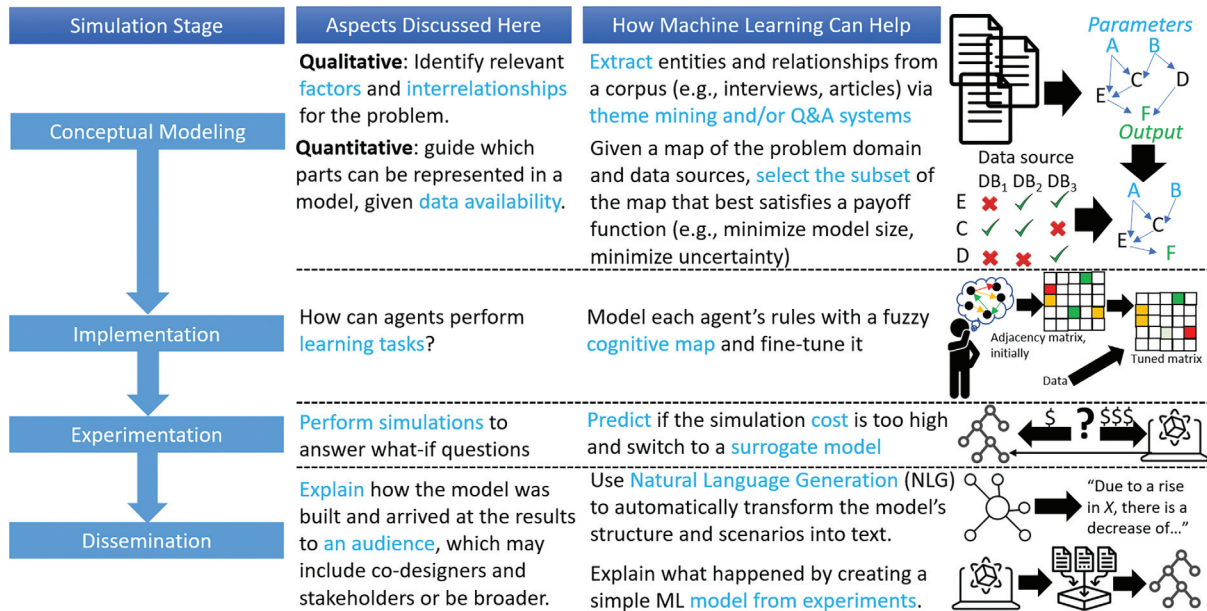 Simulation Stage
Aspects Discussed Here
How Machine Learning Can Help
Conceptual Modeling
Qualitative: Identify relevant
factors and interrelationships
for the problem.
Quantitative: guide which
parts can be represented in a
model, given data availability.
Extract entities and relationships from
a corpus (e.g., interviews, articles) via
theme mining and/or Q&A systems
Given a map of the problem domain
and data sources, select the subset of
the map that best satisfies a payoff
function (e.g., minimize model size,
minimize uncertainty)
Parameters
A B
C D
E
F
Output
Data source
DB1 DB2 DB3
E
C
D
A B
C
E
F
Implementation
How can agents perform
learning tasks?
Model each agent's rules with a fuzzy
cognitive map and fine-tune it
Adjacency matrix,
initially
Data
Tuned matrix
Experimentation
Perform simulations to
answer what-if questions
Predict if the simulation cost is too high
and switch to a surrogate model
$ ? $$$
Dissemination
Explain how the model was
built and arrived at the results
to an audience, which may
include co-designers and
stakeholders or be broader.
Use Natural Language Generation (NLG)
to automatically transform the model's
structure and scenarios into text.
Explain what happened by creating a
simple ML model from experiments.
"Due to a rise
in X, there is a
decrease of..."